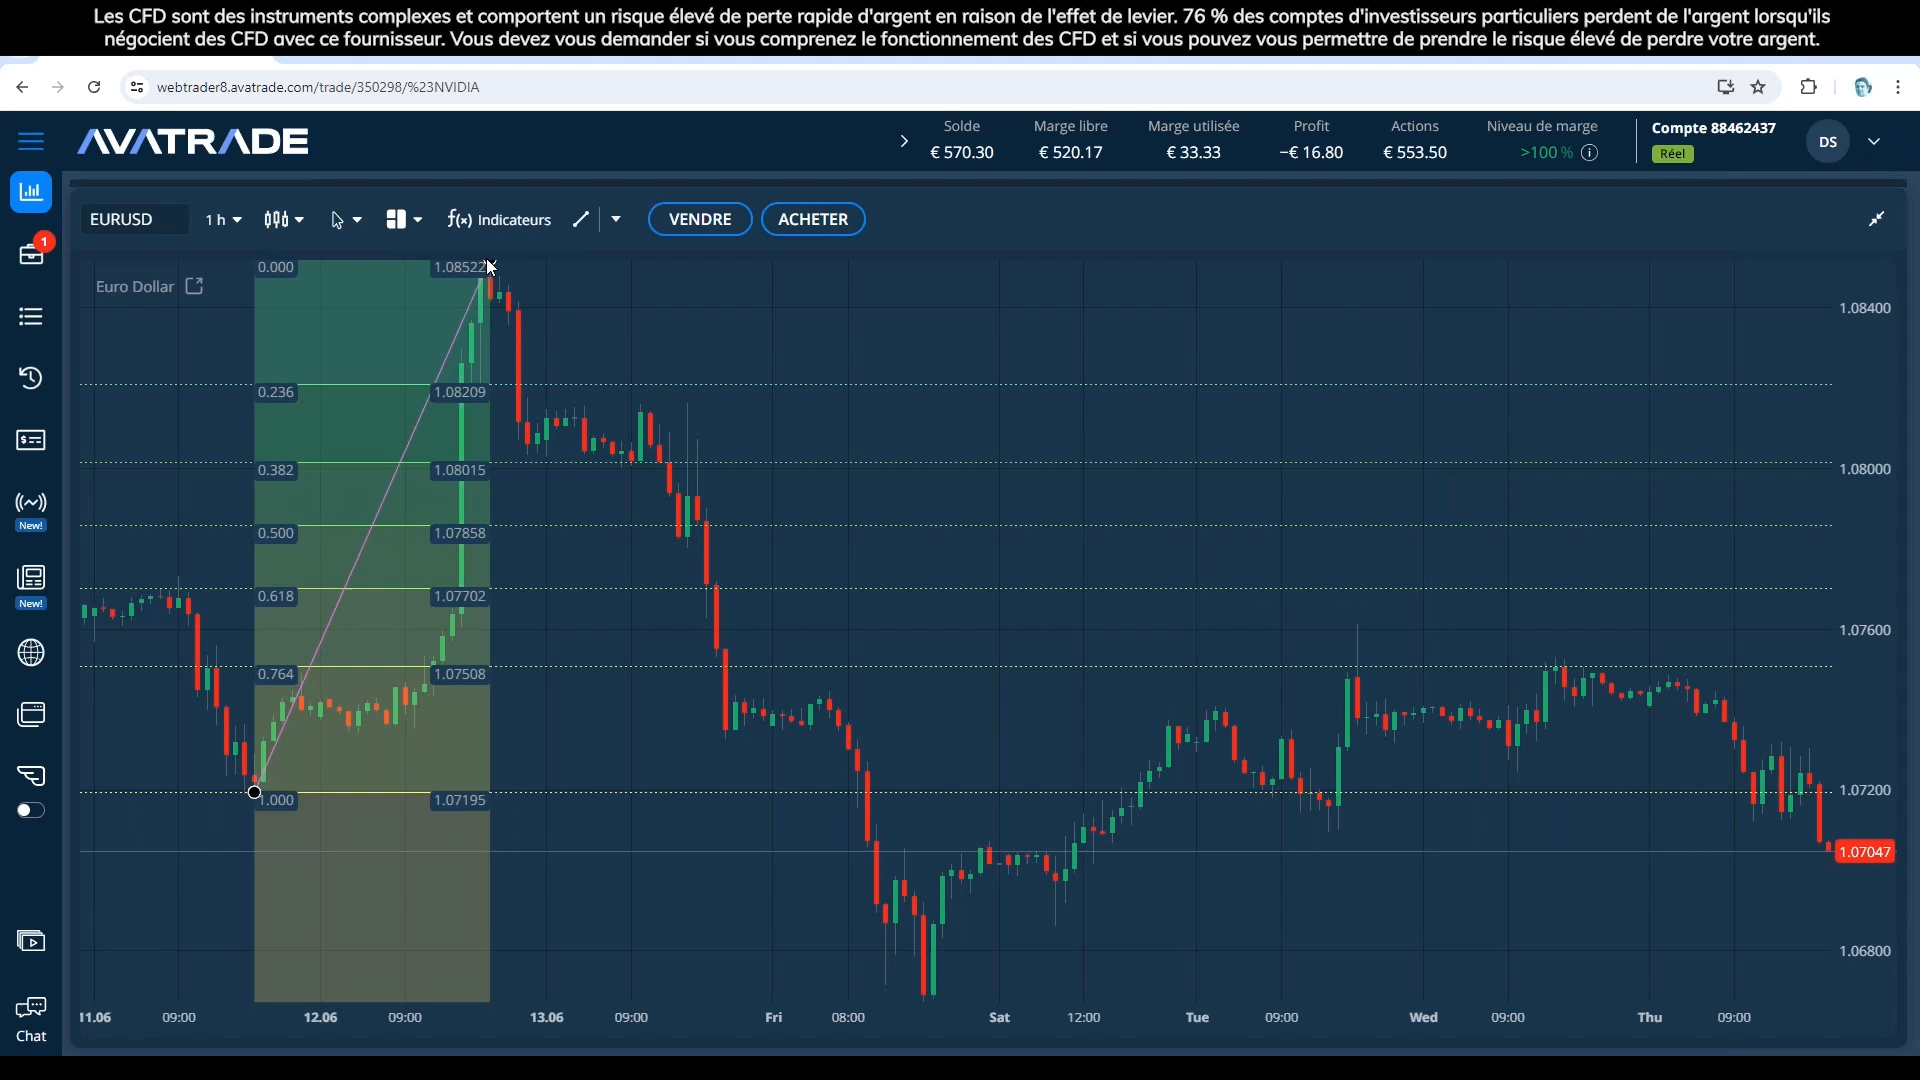 Les CFD sont des instruments complexes et comportent un risque élevé de perte rapide d'argent en raison de l'effet de levier. 76 % des comptes d'investisseurs particuliers perdent de l'argent lorsqu'ils
négocient des CFD avec ce fournisseur. Vous devez vous demander si vous comprenez le fonctionnement des CFD et si vous pouvez vous permettre de prendre le risque élevé de perdre votre argent.
webtrader8.avatrade.com/trade/350298/%23NVIDIA
AVATRADE
Solde Marge libre Marge utilisée Profit Actions Niveau de marge
€ 570.30 € 520.17 € 33.33 −€ 16.80 € 553.50 >100 %
Compte 88462437
Réel
DS
EURUSD 1 h f(x) Indicateurs VENDRE ACHETER
1
Euro Dollar
0.000 1.08522
1.08400
0.236 1.08209
0.382 1.08015
1.08000
0.500 1.07858
0.618 1.07702
1.07600
0.764 1.07508
1.000 1.07195
1.07200
1.07047
1.06800
New!
New!
11.06 09:00 12.06 09:00 13.06 09:00 Fri 08:00 Sat 12:00 Tue 09:00 Wed 09:00 Thu 09:00
Chat